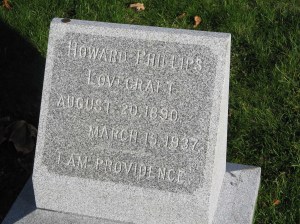 HOWARD PHILLIPS
LOVECRAFT
AUGUST 20, 1890.
MARCH 15, 1937.
I AM PROVIDENCE